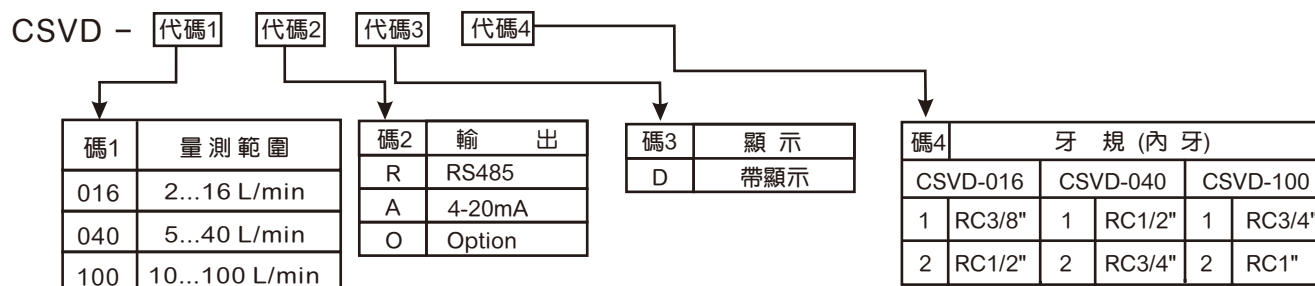 CSVD – 代碼1 代碼2 代碼3 代碼4
碼1 量測範圍
016 2...16 L/min
040 5...40 L/min
100 10...100 L/min
碼2 輸出
R RS485
A 4-20mA
O Option
碼3 顯示
D 帶顯示
碼4 牙規 (內牙)
CSVD-016 CSVD-040 CSVD-100
1 RC3/8" 1 RC1/2" 1 RC3/4"
2 RC1/2" 2 RC3/4" 2 RC1"